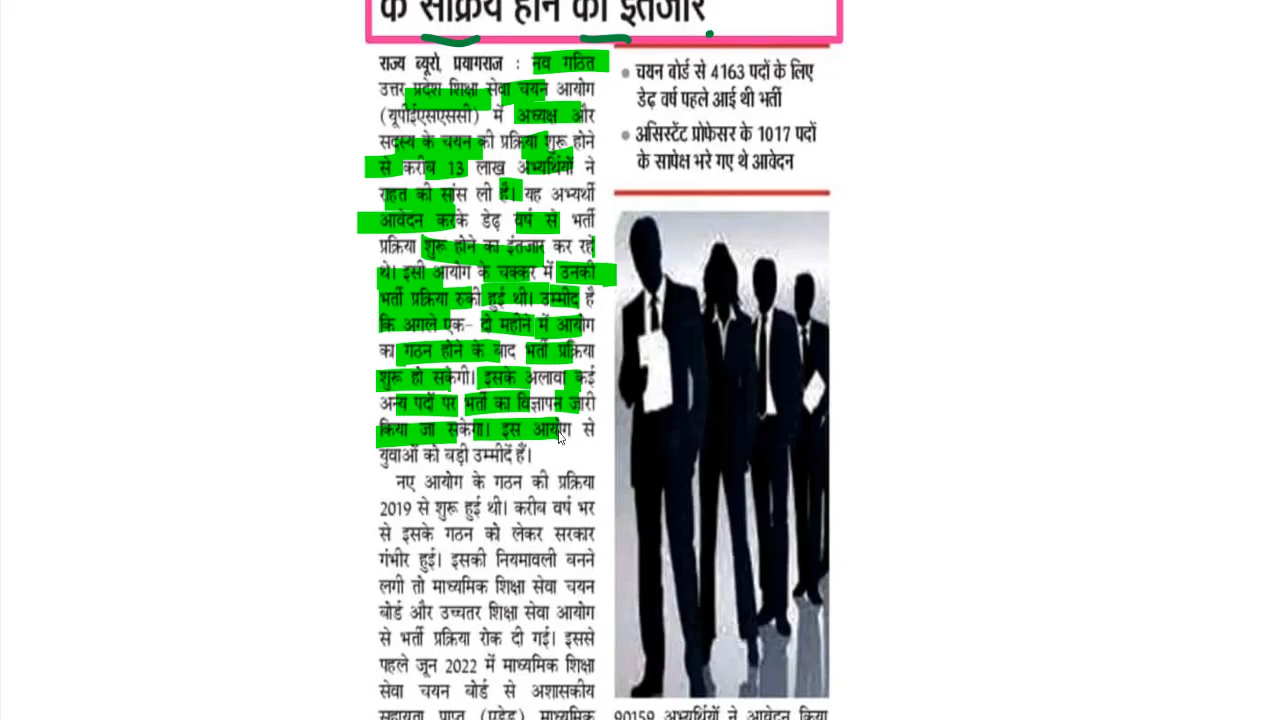 के सक्रिय होने का इंतजार
राज्य ब्यूरो, प्रयागराज : नव गठित
उत्तर प्रदेश शिक्षा सेवा चयन आयोग
(यूपीईएसएससी) में अध्यक्ष और
सदस्य के चयन की प्रक्रिया शुरू होने
से करीब 13 लाख अभ्यर्थियों ने
राहत की सांस ली है। यह अभ्यर्थी
आवेदन करके डेढ़ वर्ष से भर्ती
प्रक्रिया शुरू होने का इंतजार कर रहे
थे। इसी आयोग के चक्कर में उनकी
भर्ती प्रक्रिया रुकी हुई थी। उम्मीद है
कि अगले एक- दो महीने में आयोग
का गठन होने के बाद भर्ती प्रक्रिया
शुरू हो सकेगी। इसके अलावा कई
अन्य पदों पर भर्ती का विज्ञापन जारी
किया जा सकेगा। इस आयोग से
युवाओं को बड़ी उम्मीदें हैं।
नए आयोग के गठन की प्रक्रिया
2019 से शुरू हुई थी। करीब वर्ष भर
से इसके गठन को लेकर सरकार
गंभीर हुई। इसकी नियमावली बनने
लगी तो माध्यमिक शिक्षा सेवा चयन
बोर्ड और उच्चतर शिक्षा सेवा आयोग
से भर्ती प्रक्रिया रोक दी गई। इससे
पहले जून 2022 में माध्यमिक शिक्षा
सेवा चयन बोर्ड से अशासकीय
सहायता प्राप्त (एडेड) माध्यमिक
चयन बोर्ड से 4163 पदों के लिए
डेढ़ वर्ष पहले आई थी भर्ती
असिस्टेंट प्रोफेसर के 1017 पदों
के सापेक्ष भरे गए थे आवेदन
90159 अभ्यर्थियों ने आवेदन किया